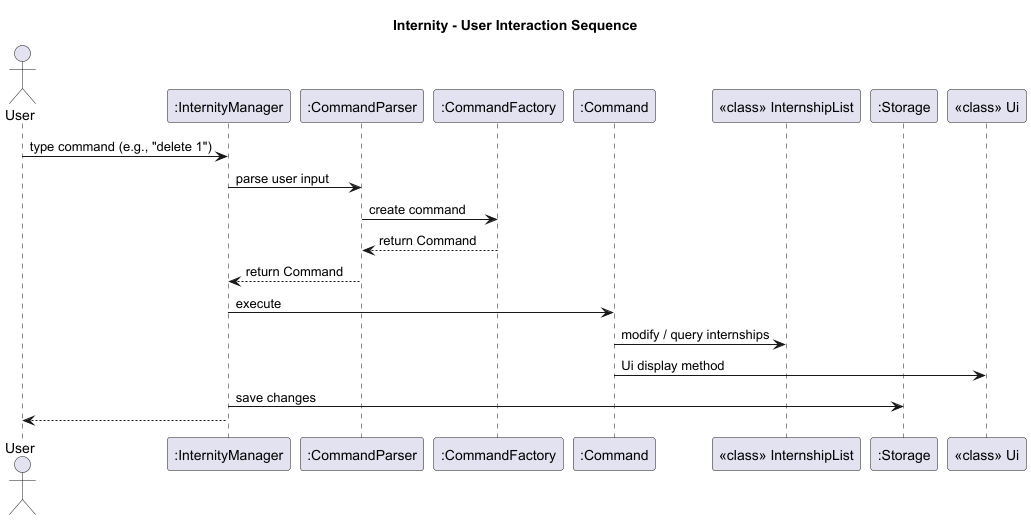 Internity - User Interaction Sequence
User
:InternityManager
:CommandParser
:CommandFactory
:Command
«class» InternshipList
:Storage
«class» Ui
type command (e.g., "delete 1")
parse user input
create command
return Command
return Command
execute
modify / query internships
Ui display method
save changes
User
:InternityManager
:CommandParser
:CommandFactory
:Command
«class» InternshipList
:Storage
«class» Ui